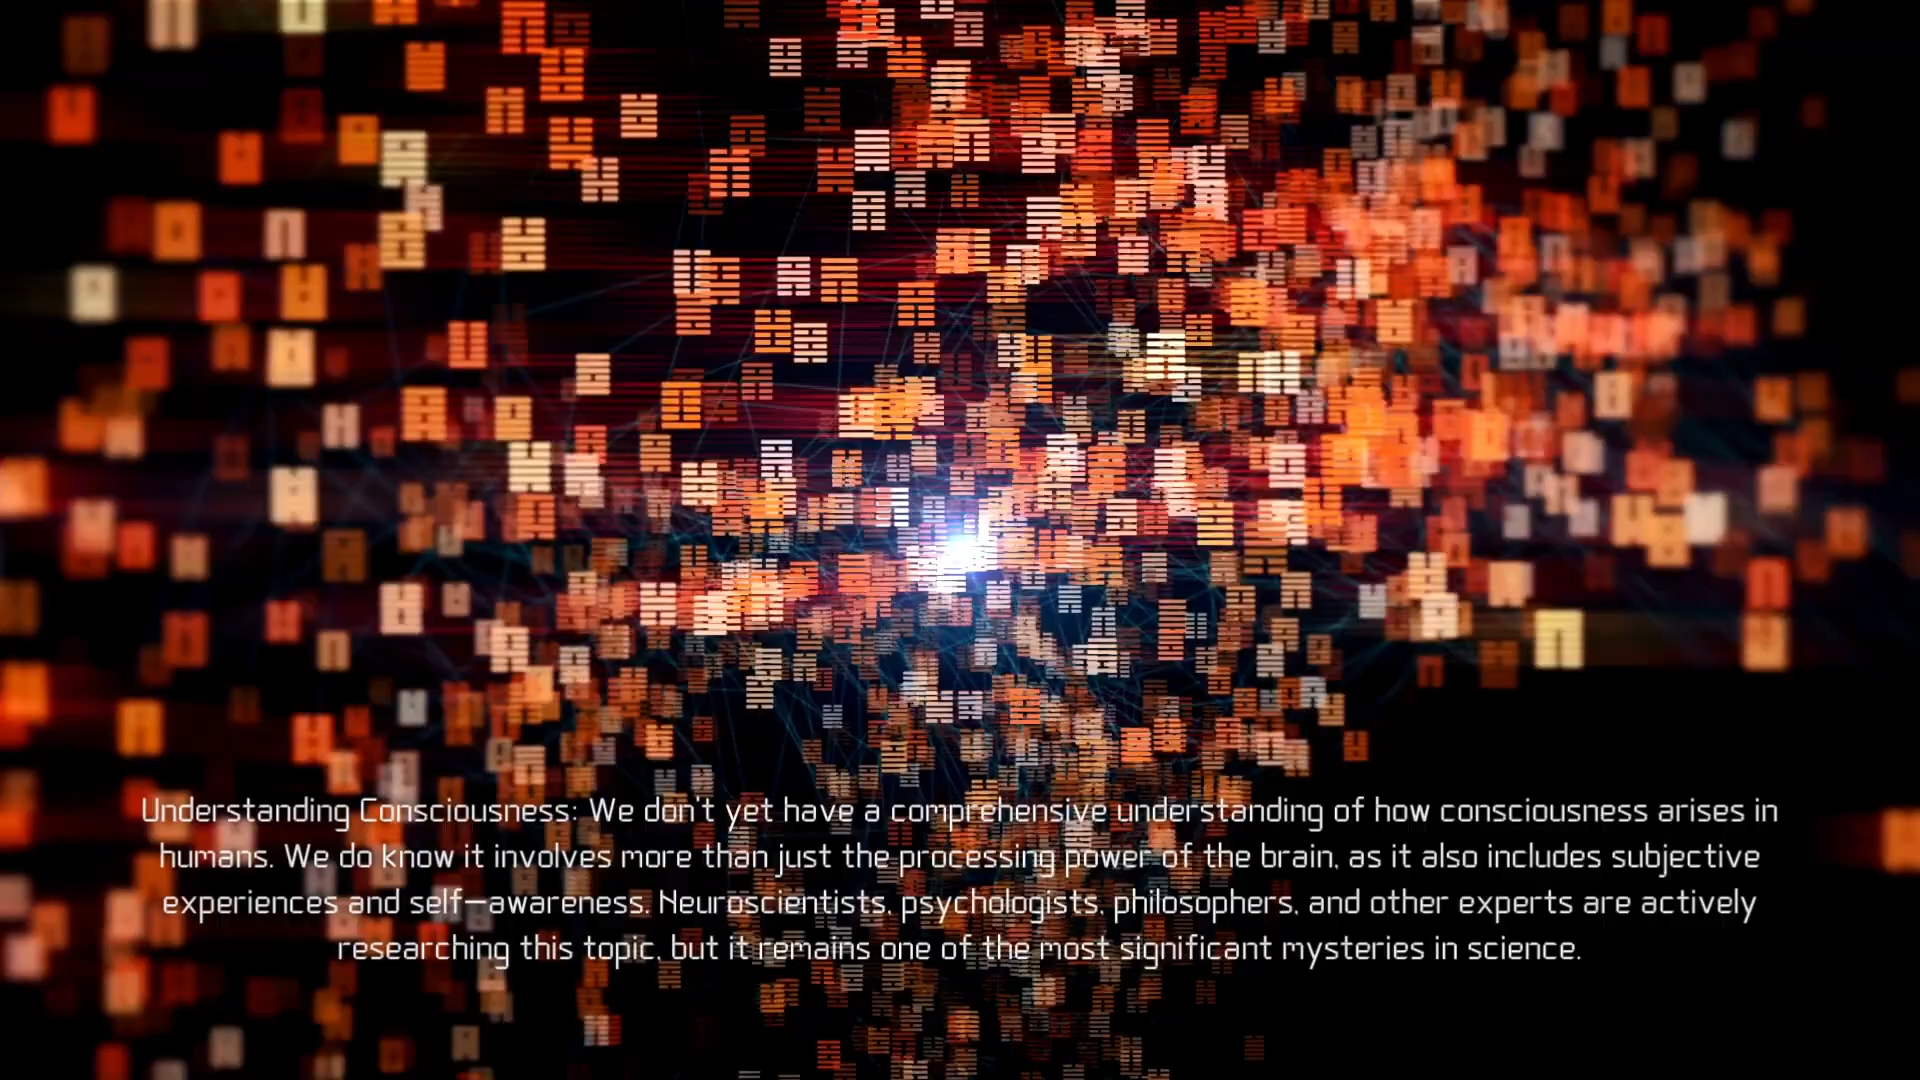 Understanding Consciousness: We don't yet have a comprehensive understanding of how consciousness arises in
humans. We do know it involves more than just the processing power of the brain, as it also includes subjective
experiences and self-awareness. Neuroscientists, psychologists, philosophers, and other experts are actively
researching this topic, but it remains one of the most significant mysteries in science.